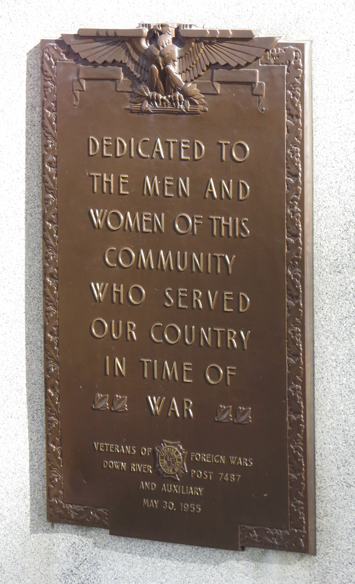 DEDICATED TO
THE MEN AND
WOMEN OF THIS
COMMUNITY
WHO SERVED
OUR COUNTRY
IN TIME OF
WAR
VETERANS OF FOREIGN WARS
DOWN RIVER POST 7487
AND AUXILIARY
MAY 30, 1955